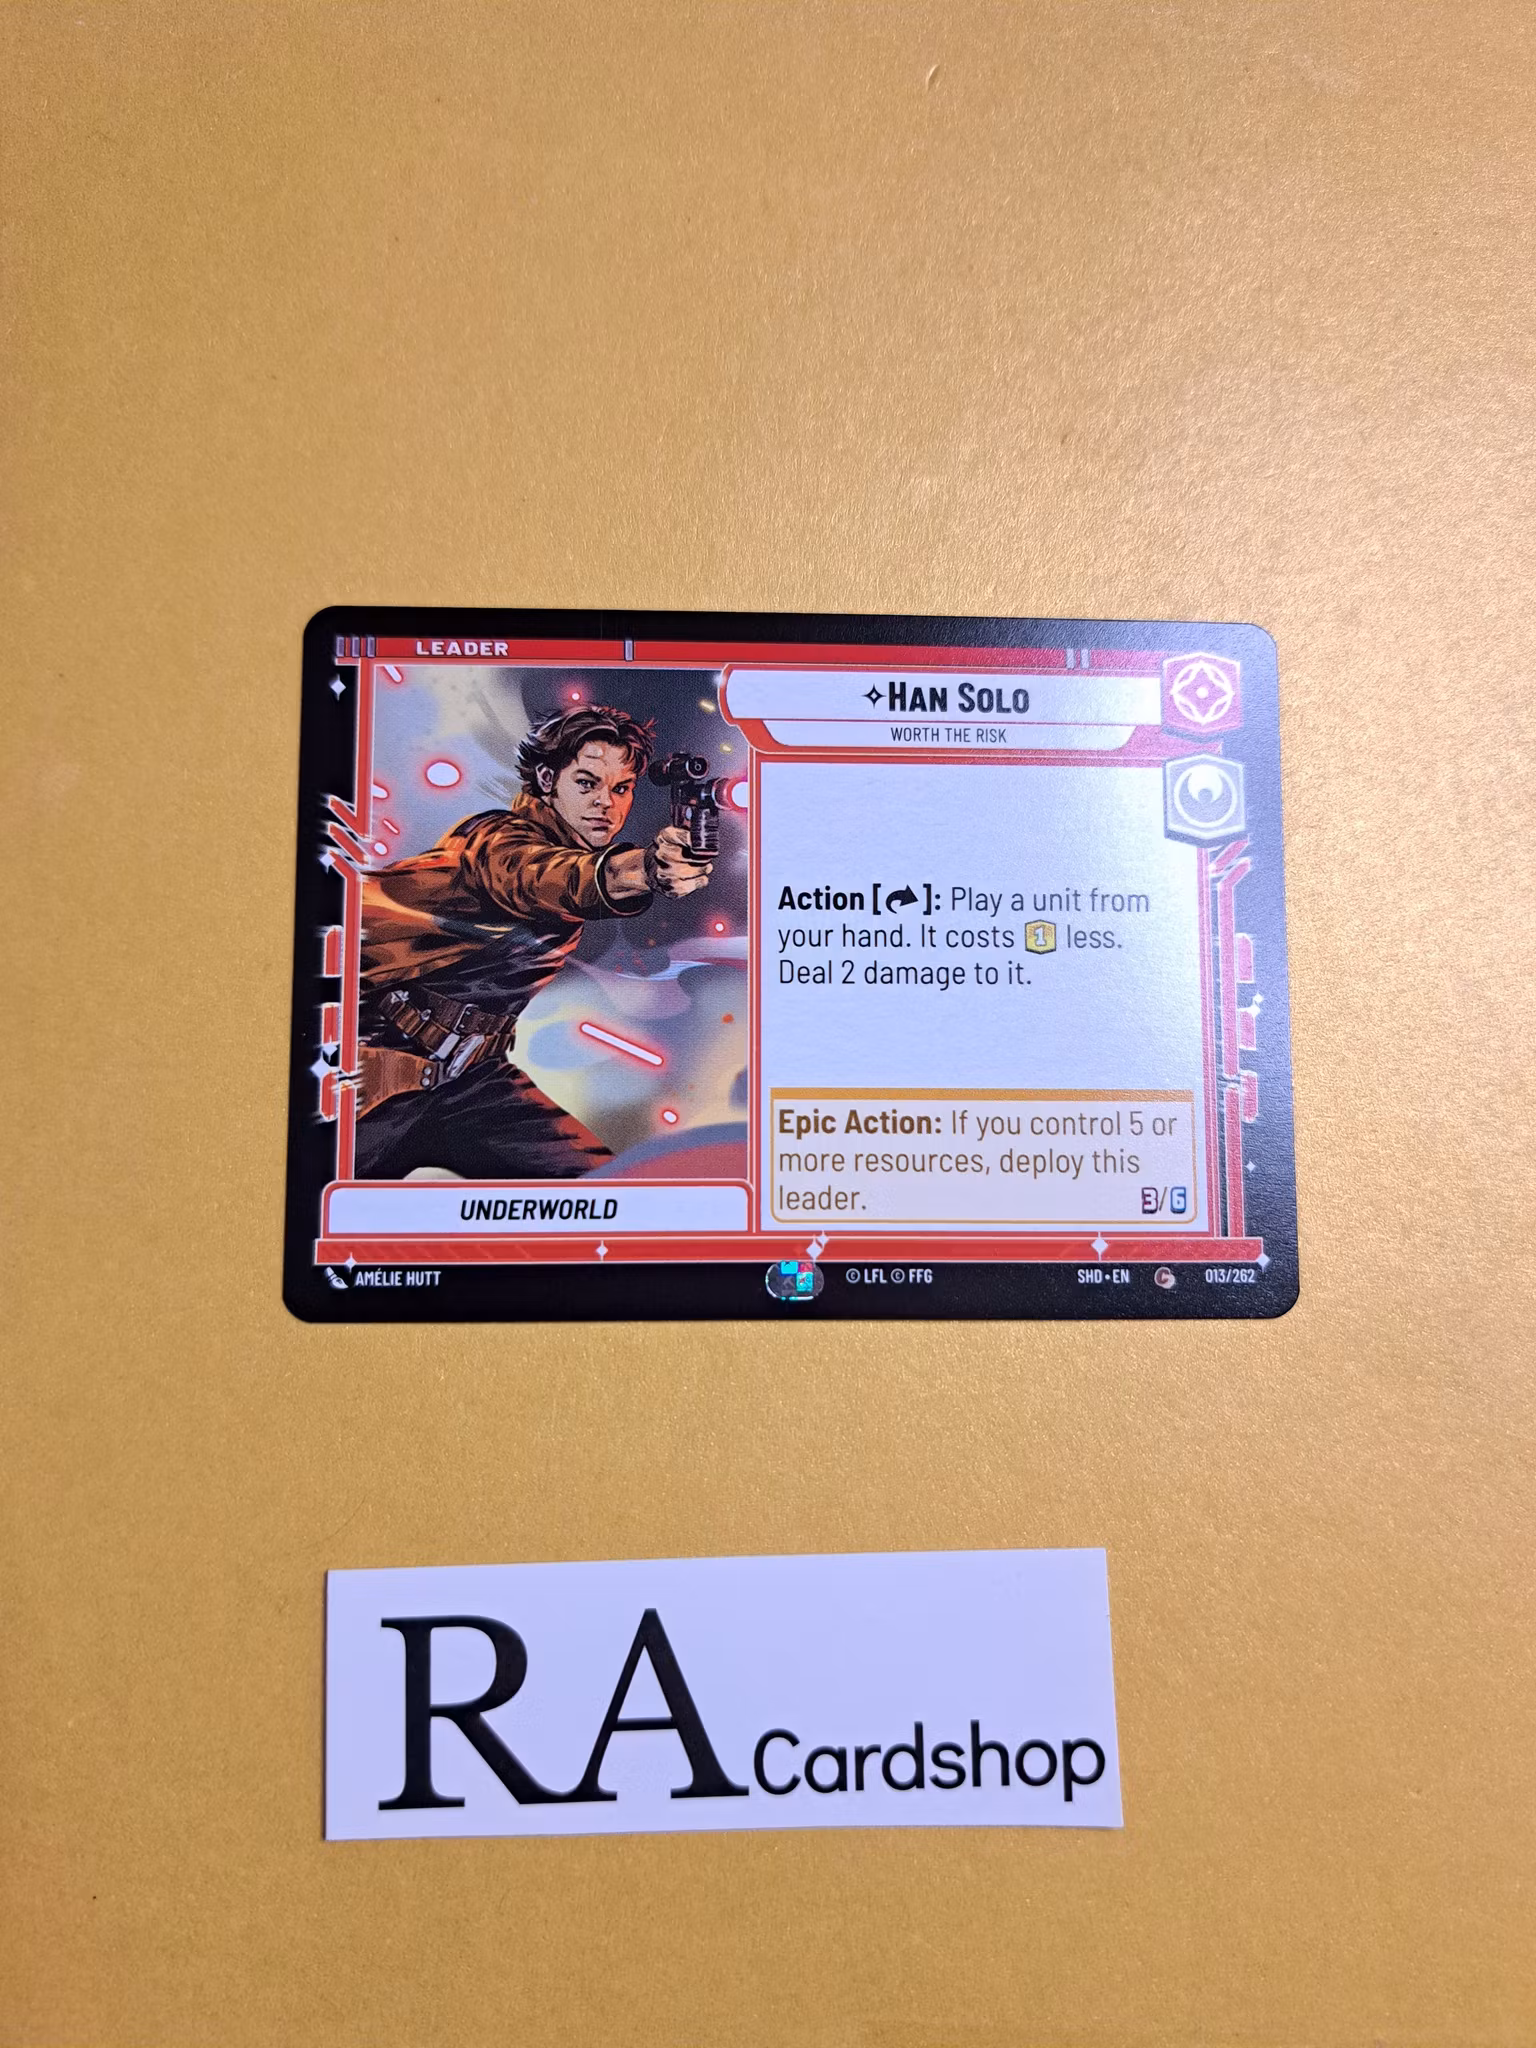 LEADER
HAN SOLO
WORTH THE RISK
Action [ ]: Play a unit from
your hand. It costs 1 less.
Deal 2 damage to it.
Epic Action: If you control 5 or
more resources, deploy this
leader.
3/6
UNDERWORLD
AMÉLIE HUTT
© LFL © FFG
SHD • EN C 013/262
RA Cardshop